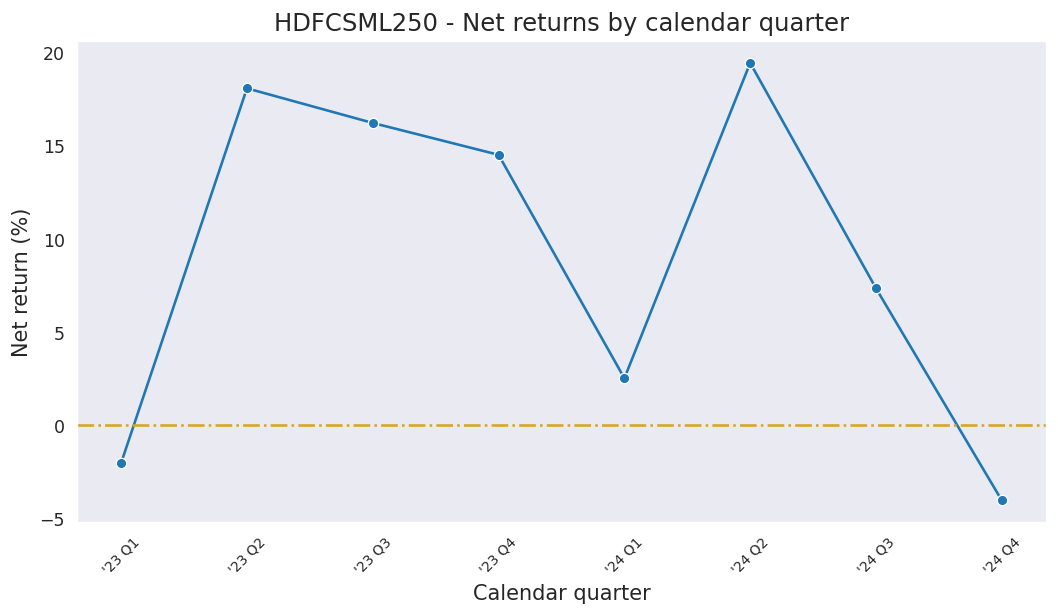 HDFCSML250 - Net returns by calendar quarter
Net return (%)
20
15
10
5
0
−5
'23 Q1
'23 Q2
'23 Q3
'23 Q4
'24 Q1
'24 Q2
'24 Q3
'24 Q4
Calendar quarter